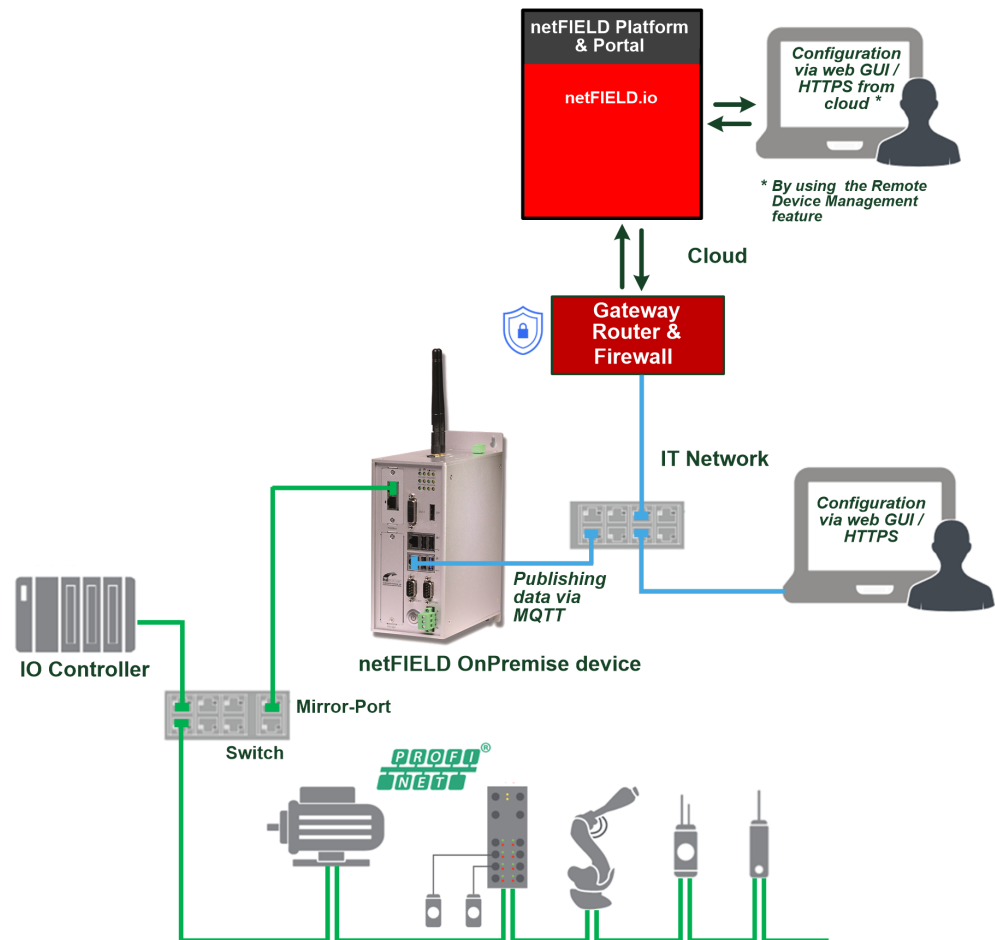 netFIELD Platform
& Portal
netFIELD.io
Configuration
via web GUI /
HTTPS from
cloud *
* By using the Remote
Device Management
feature
Cloud
Gateway
Router &
Firewall
IT Network
Configuration
via web GUI /
HTTPS
Publishing
data via
MQTT
netFIELD OnPremise device
IO Controller
Mirror-Port
Switch
PROFI
NET®